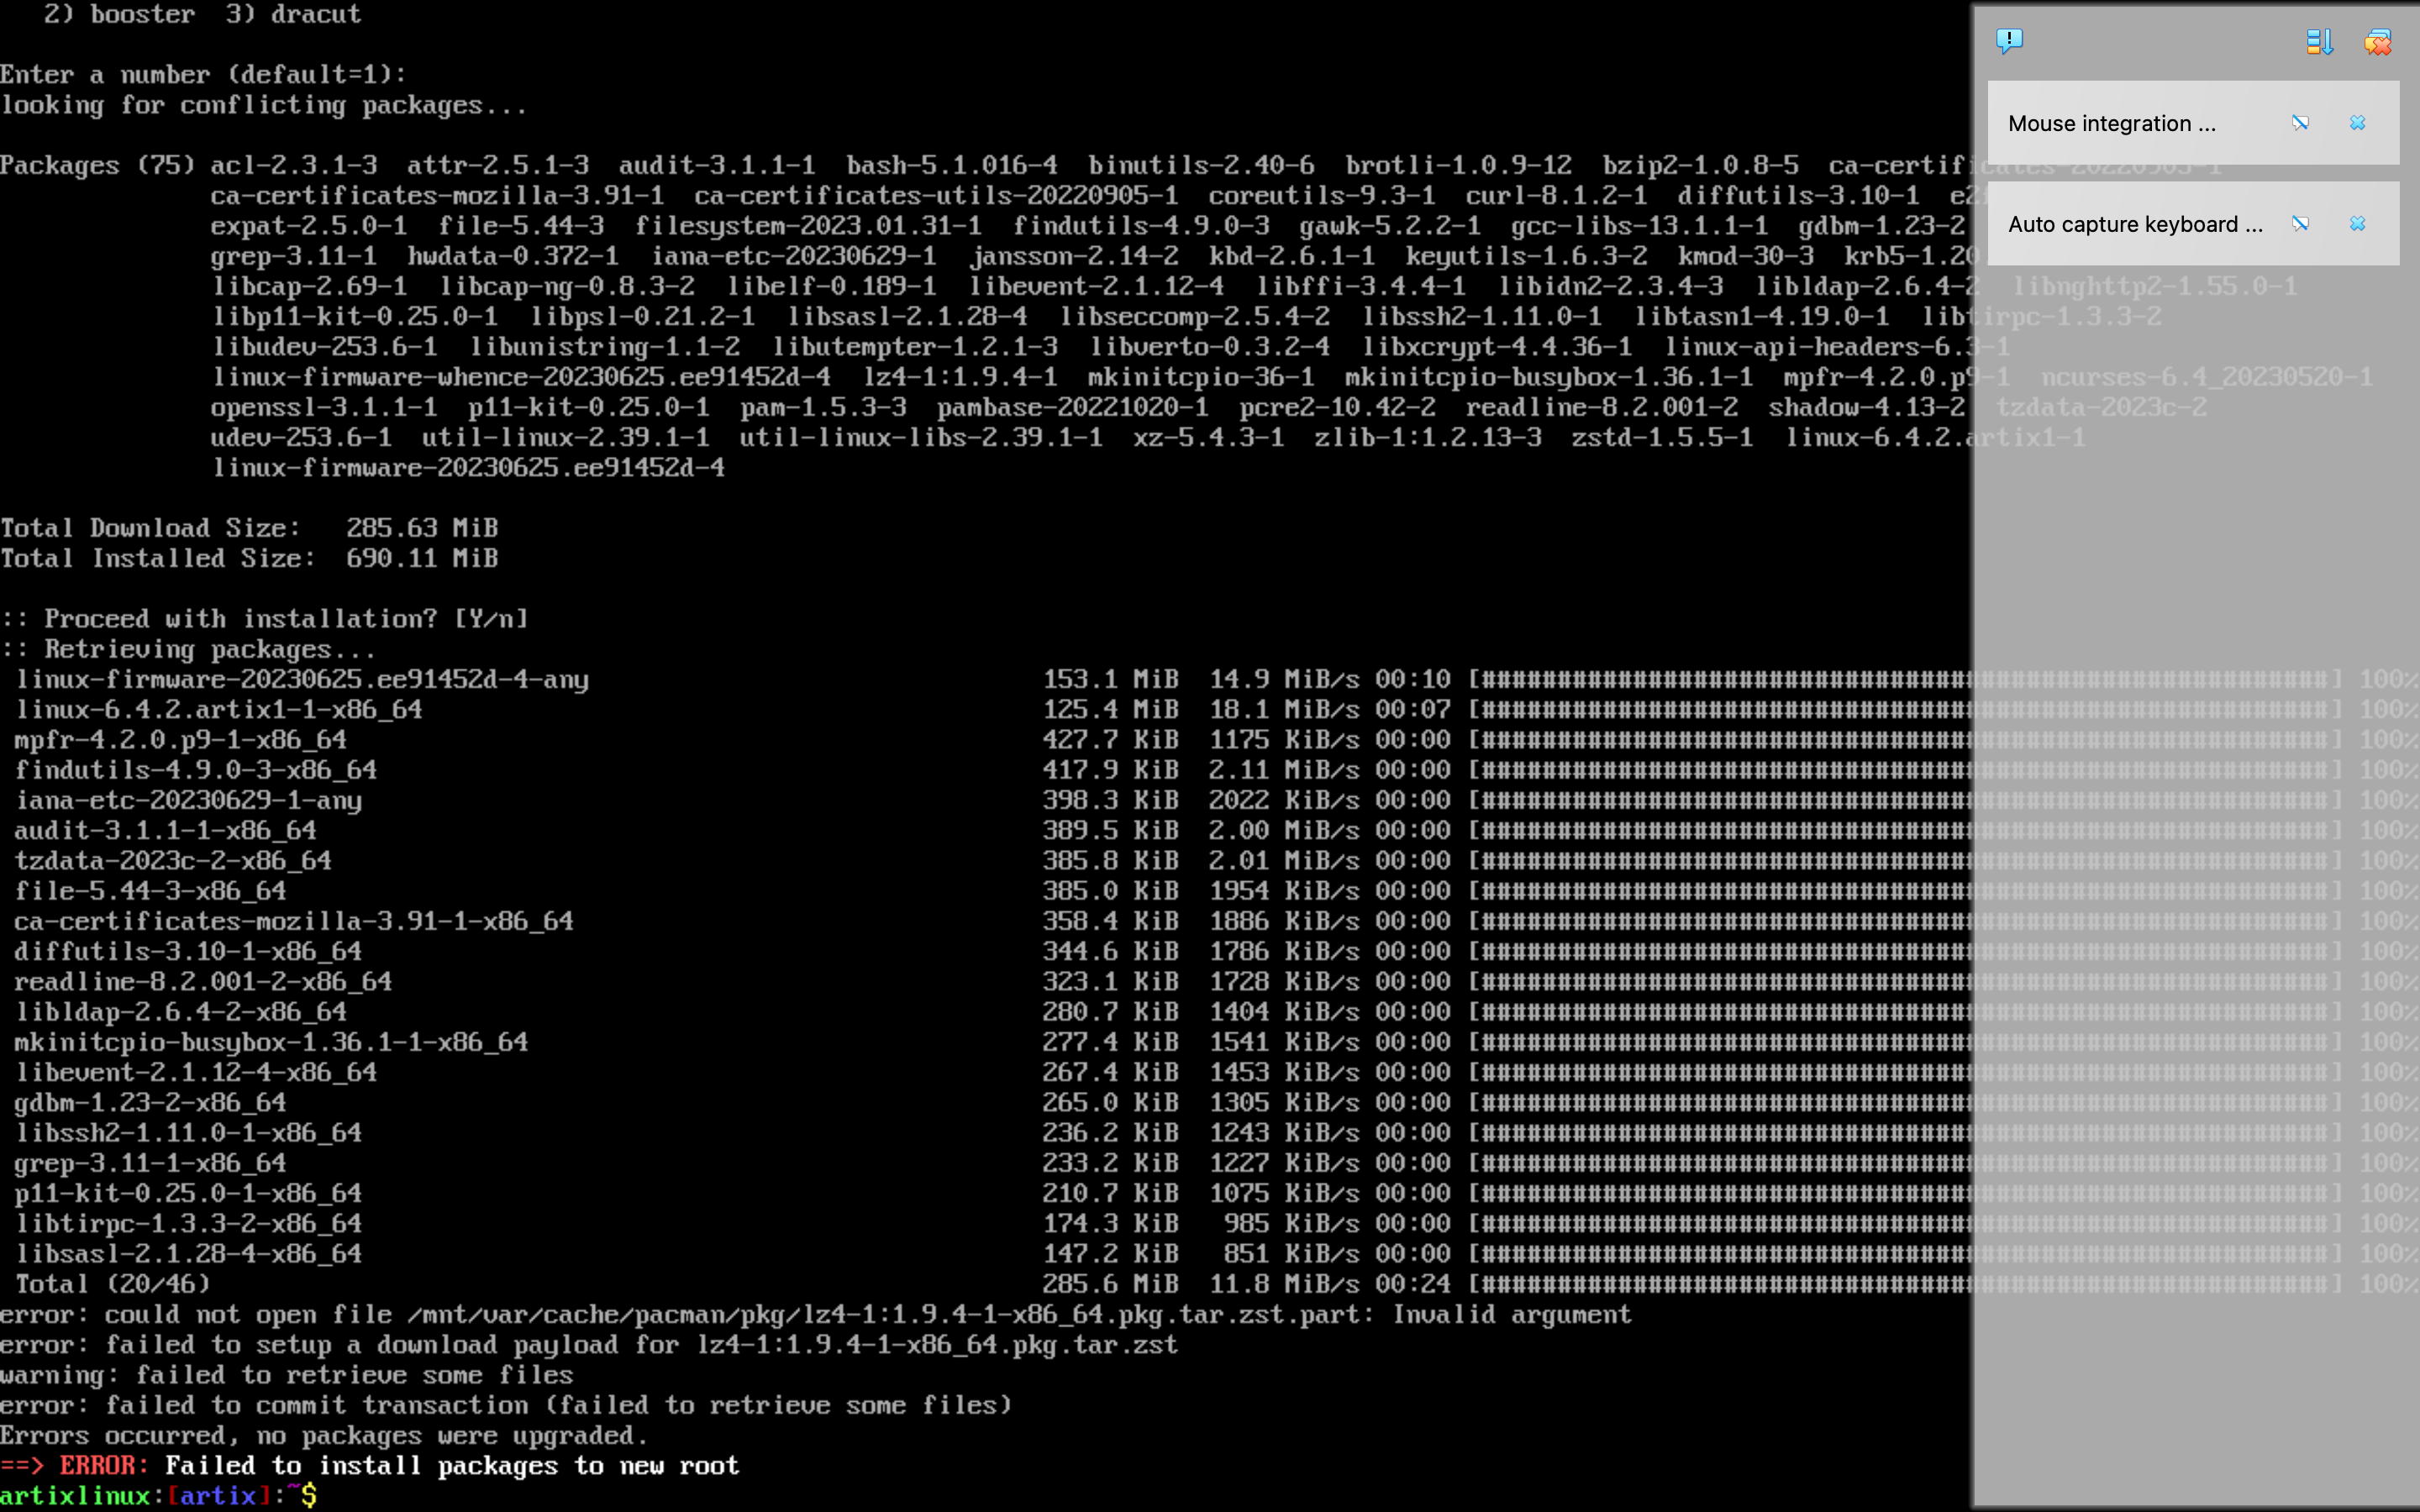 2) booster  3) dracut
Enter a number (default=1):
looking for conflicting packages...
Packages (75) acl-2.3.1-3  attr-2.5.1-3  audit-3.1.1-1  bash-5.1.016-4  binutils-2.40-6  brotli-1.0.9-12  bzip2-1.0.8-5  ca-certificates-20220905-1
ca-certificates-mozilla-3.91-1  ca-certificates-utils-20220905-1  coreutils-9.3-1  curl-8.1.2-1  diffutils-3.10-1
expat-2.5.0-1  file-5.44-3  filesystem-2023.01.31-1  findutils-4.9.0-3  gawk-5.2.2-1  gcc-libs-13.1.1-1  gdbm-1.23-2
grep-3.11-1  hwdata-0.372-1  iana-etc-20230629-1  jansson-2.14-2  kbd-2.6.1-1  keyutils-1.6.3-2  kmod-30-3  krb5-1.20
libcap-2.69-1  libcap-ng-0.8.3-2  libelf-0.189-1  libevent-2.1.12-4  libffi-3.4.4-1  libidn2-2.3.4-3  libldap-2.6.4-2  libnghttp2-1.55.0-1
libp11-kit-0.25.0-1  libpsl-0.21.2-1  libsasl-2.1.28-4  libseccomp-2.5.4-2  libssh2-1.11.0-1  libtasn1-4.19.0-1  libtirpc-1.3.3-2
libudev-253.6-1  libunistring-1.1-2  libutempter-1.2.1-3  libverto-0.3.2-4  libxcrypt-4.4.36-1  linux-api-headers-6.3-1
linux-firmware-whence-20230625.ee91452d-4  lz4-1:1.9.4-1  mkinitcpio-36-1  mkinitcpio-busybox-1.36.1-1  mpfr-4.2.0.p9-1  ncurses-6.4_20230520-1
openssl-3.1.1-1  p11-kit-0.25.0-1  pam-1.5.3-3  pambase-20221020-1  pcre2-10.42-2  readline-8.2.001-2  shadow-4.13-2  tzdata-2023c-2
udev-253.6-1  util-linux-2.39.1-1  util-linux-libs-2.39.1-1  xz-5.4.3-1  zlib-1:1.2.13-3  zstd-1.5.5-1  linux-6.4.2.artix1-1
linux-firmware-20230625.ee91452d-4
Total Download Size:   285.63 MiB
Total Installed Size:  690.11 MiB
:: Proceed with installation? [Y/n]
:: Retrieving packages...
linux-firmware-20230625.ee91452d-4-any 153.1 MiB 14.9 MiB/s 00:10 [#########################################################] 100%
linux-6.4.2.artix1-1-x86_64 125.4 MiB 18.1 MiB/s 00:07 [#########################################################] 100%
mpfr-4.2.0.p9-1-x86_64 427.7 KiB 1175 KiB/s 00:00 [#########################################################] 100%
findutils-4.9.0-3-x86_64 417.9 KiB 2.11 MiB/s 00:00 [#########################################################] 100%
iana-etc-20230629-1-any 398.3 KiB 2022 KiB/s 00:00 [#########################################################] 100%
audit-3.1.1-1-x86_64 389.5 KiB 2.00 MiB/s 00:00 [#########################################################] 100%
tzdata-2023c-2-x86_64 385.8 KiB 2.01 MiB/s 00:00 [#########################################################] 100%
file-5.44-3-x86_64 385.0 KiB 1954 KiB/s 00:00 [#########################################################] 100%
ca-certificates-mozilla-3.91-1-x86_64 358.4 KiB 1886 KiB/s 00:00 [#########################################################] 100%
diffutils-3.10-1-x86_64 344.6 KiB 1786 KiB/s 00:00 [#########################################################] 100%
readline-8.2.001-2-x86_64 323.1 KiB 1728 KiB/s 00:00 [#########################################################] 100%
libldap-2.6.4-2-x86_64 280.7 KiB 1404 KiB/s 00:00 [#########################################################] 100%
mkinitcpio-busybox-1.36.1-1-x86_64 277.4 KiB 1541 KiB/s 00:00 [#########################################################] 100%
libevent-2.1.12-4-x86_64 267.4 KiB 1453 KiB/s 00:00 [#########################################################] 100%
gdbm-1.23-2-x86_64 265.0 KiB 1305 KiB/s 00:00 [#########################################################] 100%
libssh2-1.11.0-1-x86_64 236.2 KiB 1243 KiB/s 00:00 [#########################################################] 100%
grep-3.11-1-x86_64 233.2 KiB 1227 KiB/s 00:00 [#########################################################] 100%
p11-kit-0.25.0-1-x86_64 210.7 KiB 1075 KiB/s 00:00 [#########################################################] 100%
libtirpc-1.3.3-2-x86_64 174.3 KiB 985 KiB/s 00:00 [#########################################################] 100%
libsasl-2.1.28-4-x86_64 147.2 KiB 851 KiB/s 00:00 [#########################################################] 100%
Total (20/46) 285.6 MiB 11.8 MiB/s 00:24 [#########################################################] 100%
error: could not open file /mnt/var/cache/pacman/pkg/lz4-1:1.9.4-1-x86_64.pkg.tar.zst.part: Invalid argument
error: failed to setup a download payload for lz4-1:1.9.4-1-x86_64.pkg.tar.zst
warning: failed to retrieve some files
error: failed to commit transaction (failed to retrieve some files)
Errors occurred, no packages were upgraded.
==> ERROR: Failed to install packages to new root
artixlinux:[artix]:~$
Mouse integration ...
Auto capture keyboard ...